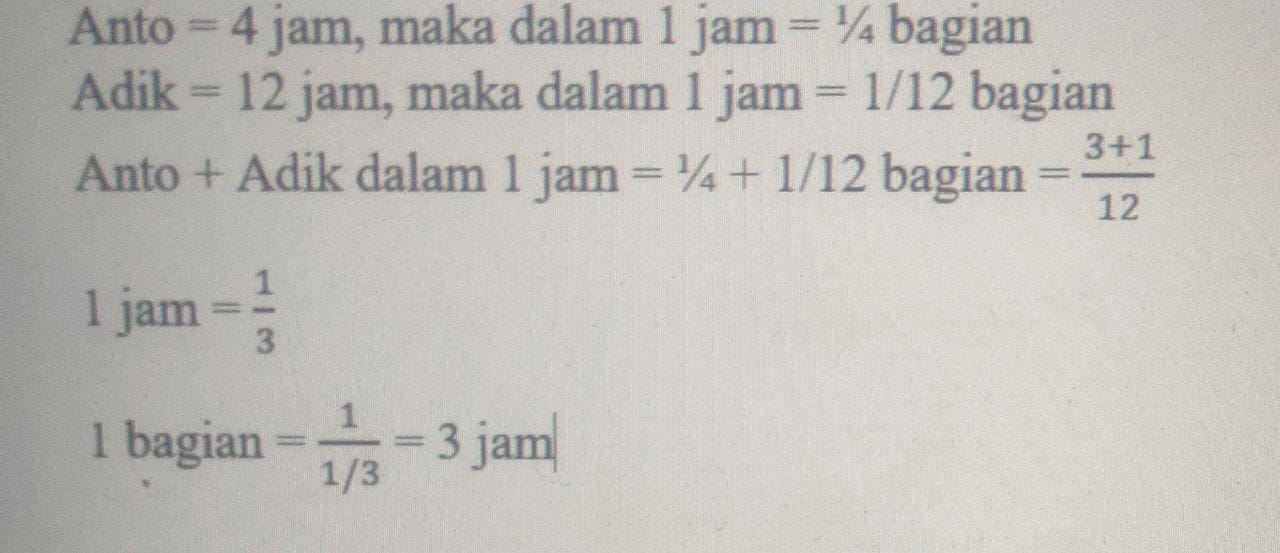 Anto = 4 jam, maka dalam 1 jam = ¼ bagian
Adik = 12 jam, maka dalam 1 jam = 1/12 bagian
Anto + Adik dalam 1 jam = ¼ + 1/12 bagian = (3+1)/12
1 jam = 1/3
1 bagian = 1/(1/3) = 3 jam